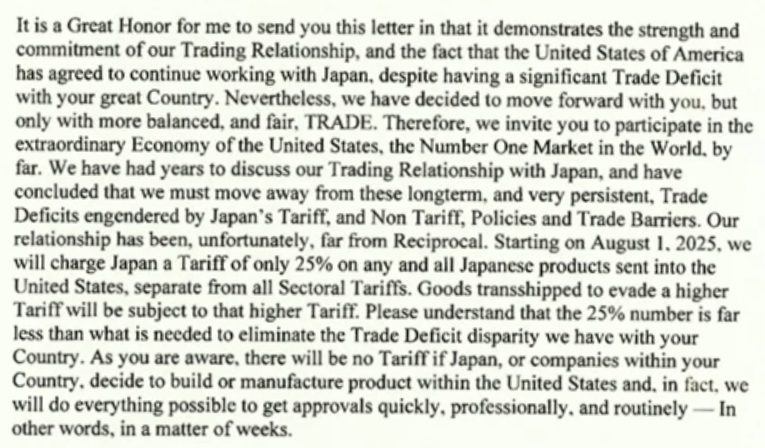 It is a Great Honor for me to send you this letter in that it demonstrates the strength and
commitment of our Trading Relationship, and the fact that the United States of America
has agreed to continue working with Japan, despite having a significant Trade Deficit
with your great Country. Nevertheless, we have decided to move forward with you, but
only with more balanced, and fair, TRADE. Therefore, we invite you to participate in the
extraordinary Economy of the United States, the Number One Market in the World, by
far. We have had years to discuss our Trading Relationship with Japan, and have
concluded that we must move away from these longterm, and very persistent, Trade
Deficits engendered by Japan's Tariff, and Non Tariff, Policies and Trade Barriers. Our
relationship has been, unfortunately, far from Reciprocal. Starting on August 1, 2025, we
will charge Japan a Tariff of only 25% on any and all Japanese products sent into the
United States, separate from all Sectoral Tariffs. Goods transshipped to evade a higher
Tariff will be subject to that higher Tariff. Please understand that the 25% number is far
less than what is needed to eliminate the Trade Deficit disparity we have with your
Country. As you are aware, there will be no Tariff if Japan, or companies within your
Country, decide to build or manufacture product within the United States and, in fact, we
will do everything possible to get approvals quickly, professionally, and routinely — In
other words, in a matter of weeks.